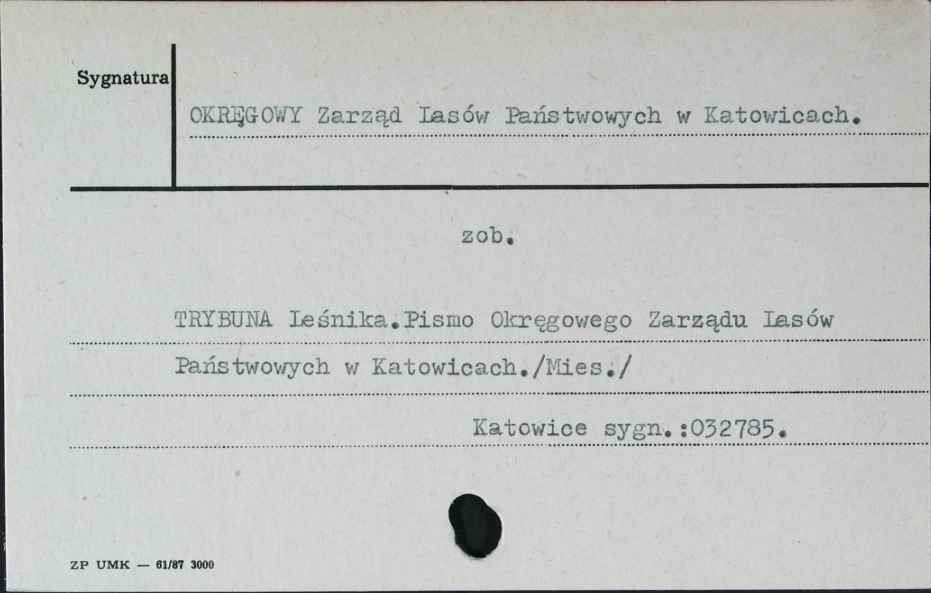 Sygnatura
OKRĘGOWY Zarząd Lasów Państwowych w Katowicach.
zob.
TRYBUNA Leśnika.Pismo Okręgowego Zarządu Lasów
Państwowych w Katowicach./Mies./
Katowice sygn.:032785.
ZP UMK — 61/87 3000